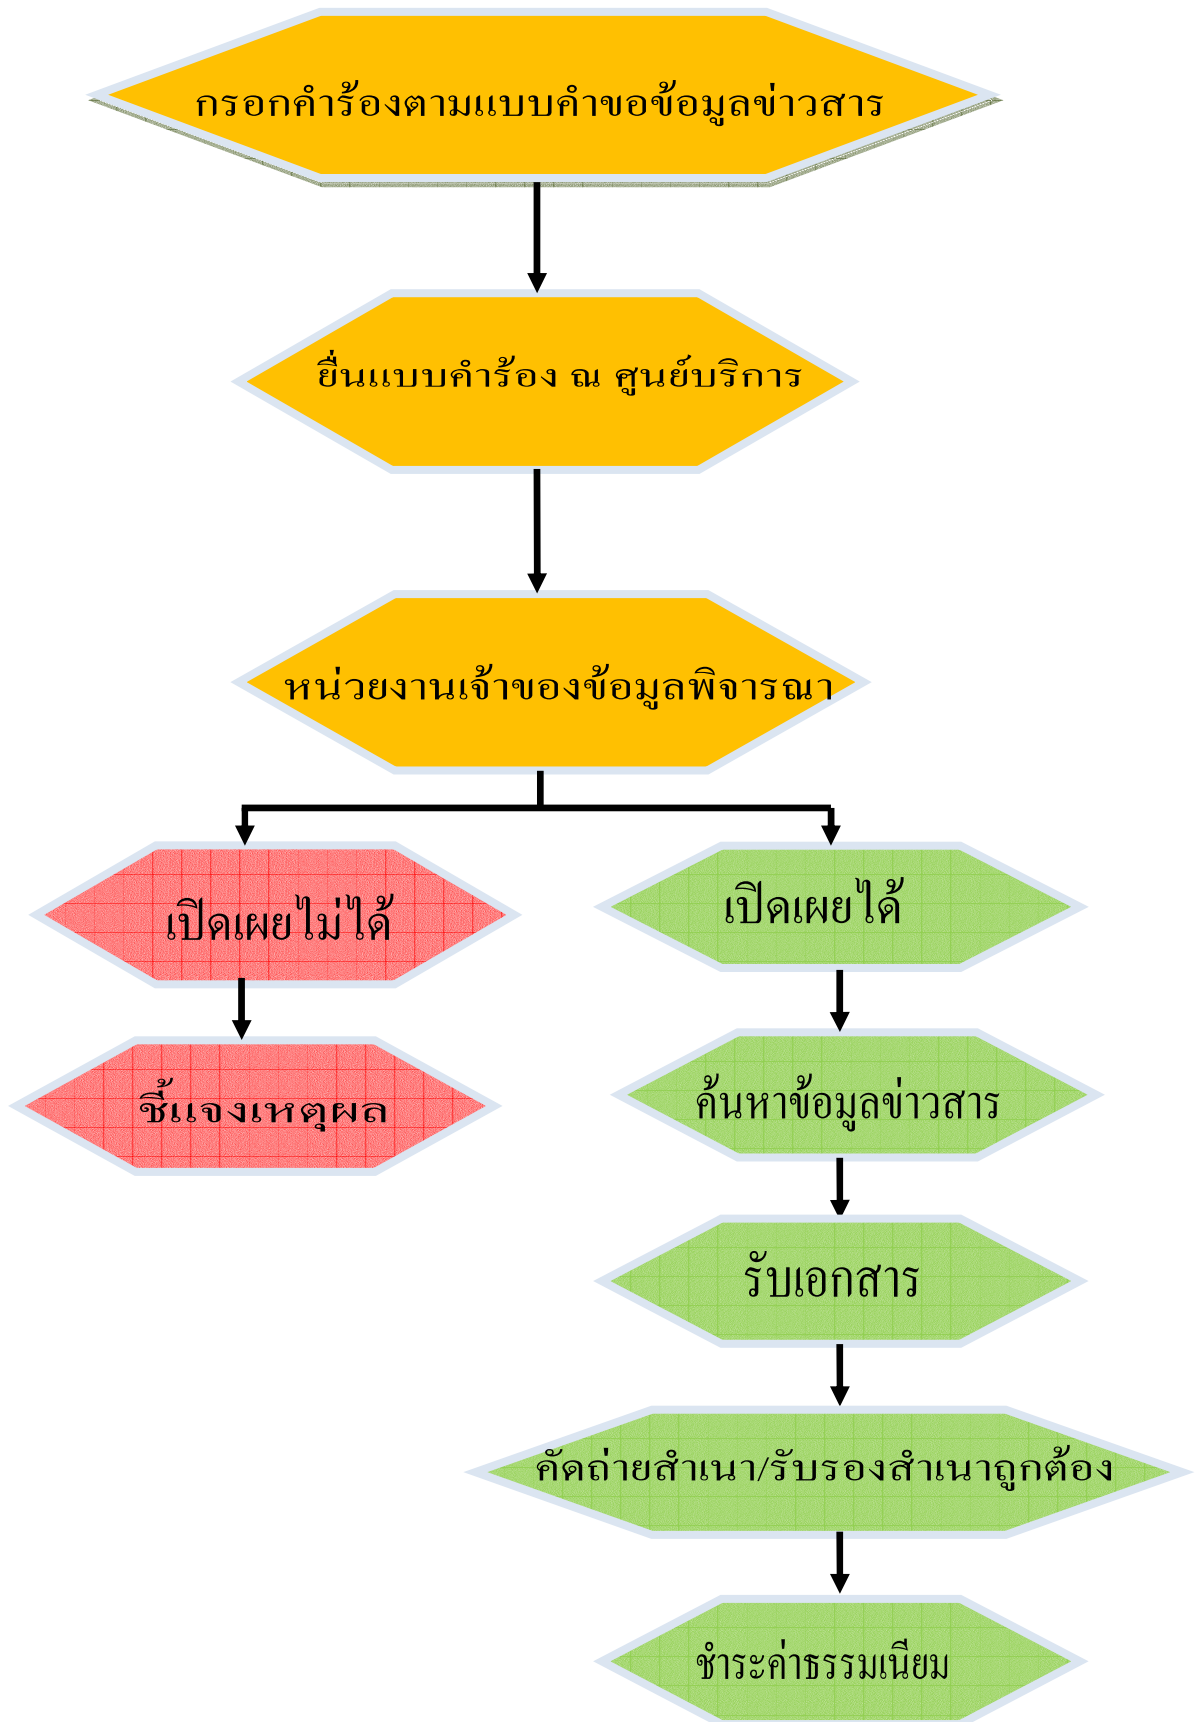 กรอกคำร้องตามแบบคำขอข้อมูลข่าวสาร
ยื่นแบบคำร้อง ณ ศูนย์บริการ
หน่วยงานเจ้าของข้อมูลพิจารณา
เปิดเผยไม่ได้
เปิดเผยได้
ชี้แจงเหตุผล
ค้นหาข้อมูลข่าวสาร
รับเอกสาร
คัดถ่ายสำเนา/รับรองสำเนาถูกต้อง
ชำระค่าธรรมเนียม